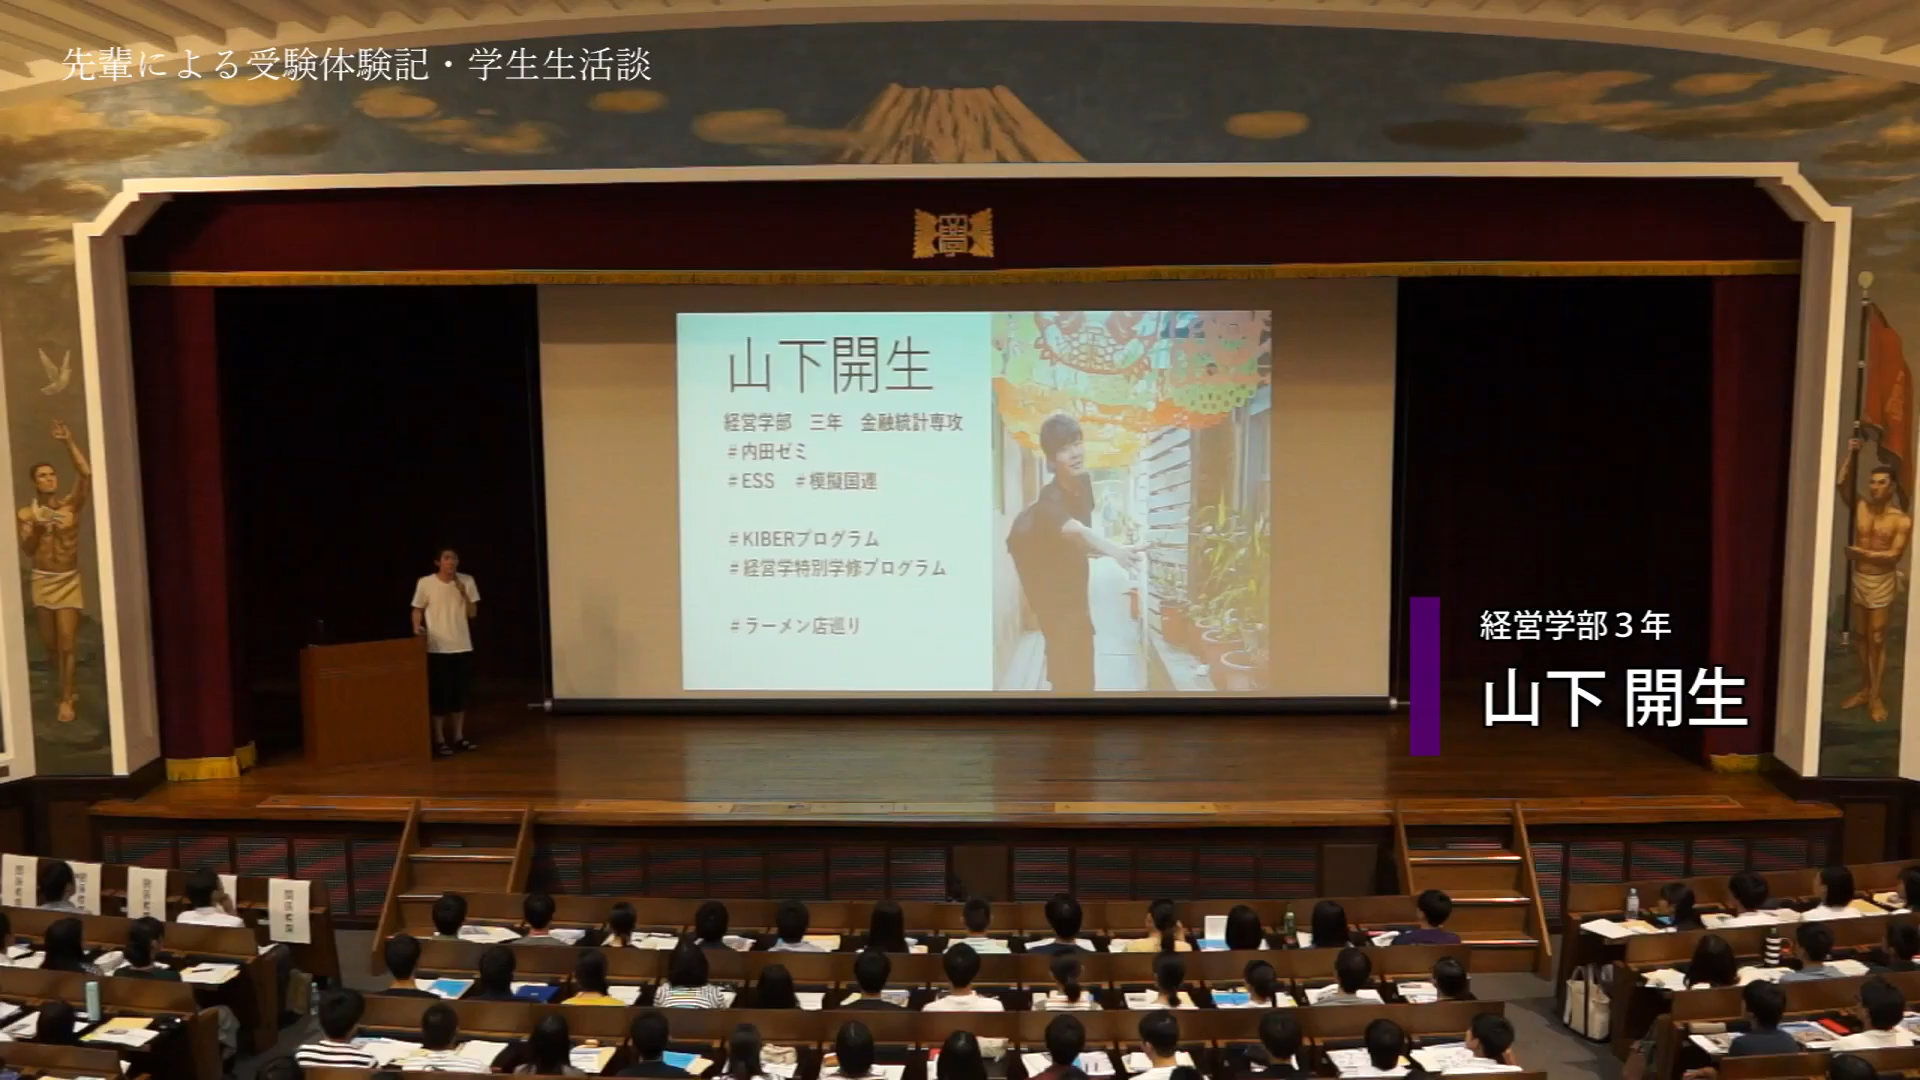 先輩による受験体験記・学生生活談
山下開生
経営学部　三年　金融統計専攻
#内田ゼミ
#ESS　#模擬国連
#KIBERプログラム
#経営学特別学修プログラム
#ラーメン店巡り
経営学部３年
山下 開生